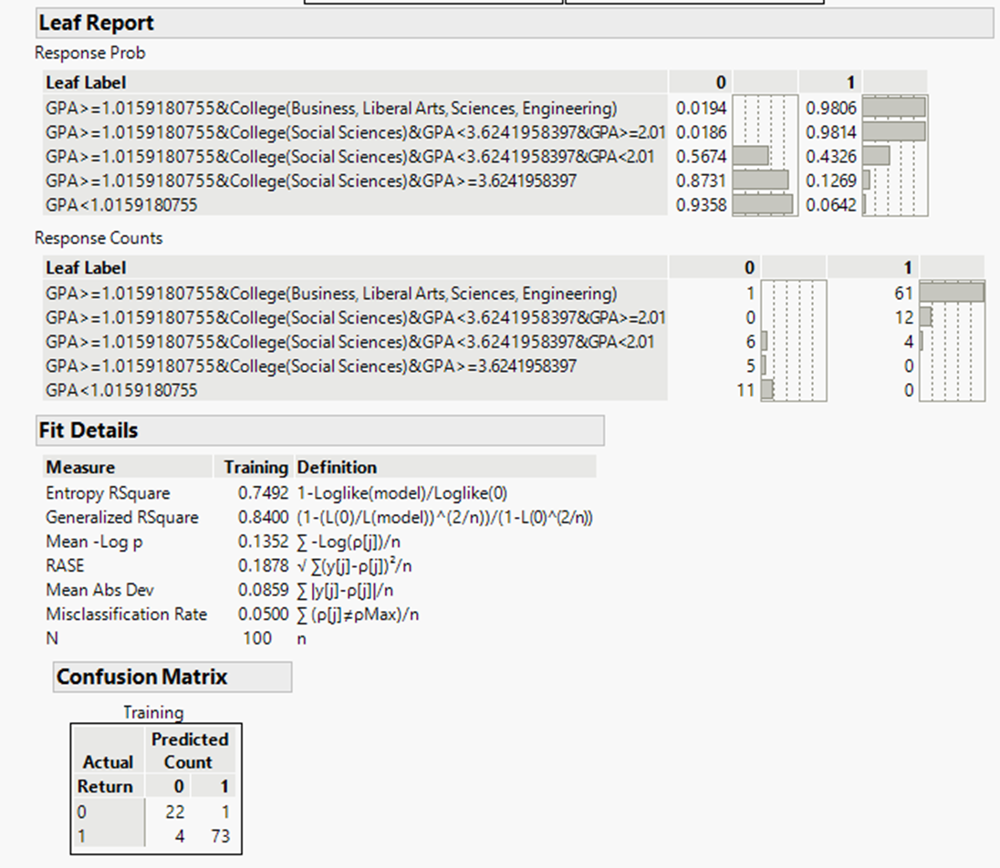 Leaf Report
Response Prob
Leaf Label 0 1
GPA>=1.0159180755&College(Business, Liberal Arts, Sciences, Engineering) 0.0194 0.9806
GPA>=1.0159180755&College(Social Sciences)&GPA<3.6241958397&GPA>=2.01 0.0186 0.9814
GPA>=1.0159180755&College(Social Sciences)&GPA<3.6241958397&GPA<2.01 0.5674 0.4326
GPA>=1.0159180755&College(Social Sciences)&GPA>=3.6241958397 0.8731 0.1269
GPA<1.0159180755 0.9358 0.0642
Response Counts
Leaf Label 0 1
GPA>=1.0159180755&College(Business, Liberal Arts, Sciences, Engineering) 1 61
GPA>=1.0159180755&College(Social Sciences)&GPA<3.6241958397&GPA>=2.01 0 12
GPA>=1.0159180755&College(Social Sciences)&GPA<3.6241958397&GPA<2.01 6 4
GPA>=1.0159180755&College(Social Sciences)&GPA>=3.6241958397 5 0
GPA<1.0159180755 11 0
Fit Details
Measure Training Definition
Entropy RSquare 0.7492 1-Loglike(model)/Loglike(0)
Generalized RSquare 0.8400 (1-(L(0)/L(model))^(2/n))/(1-L(0)^(2/n))
Mean -Log p 0.1352 ∑ -Log(ρ[j])/n
RASE 0.1878 √ ∑(y[j]-ρ[j])²/n
Mean Abs Dev 0.0859 ∑ |y[j]-ρ[j]|/n
Misclassification Rate 0.0500 ∑ (ρ[j]≠ρMax)/n
N 100 n
Confusion Matrix
Training
Predicted
Actual Count
Return 0 1
0 22 1
1 4 73